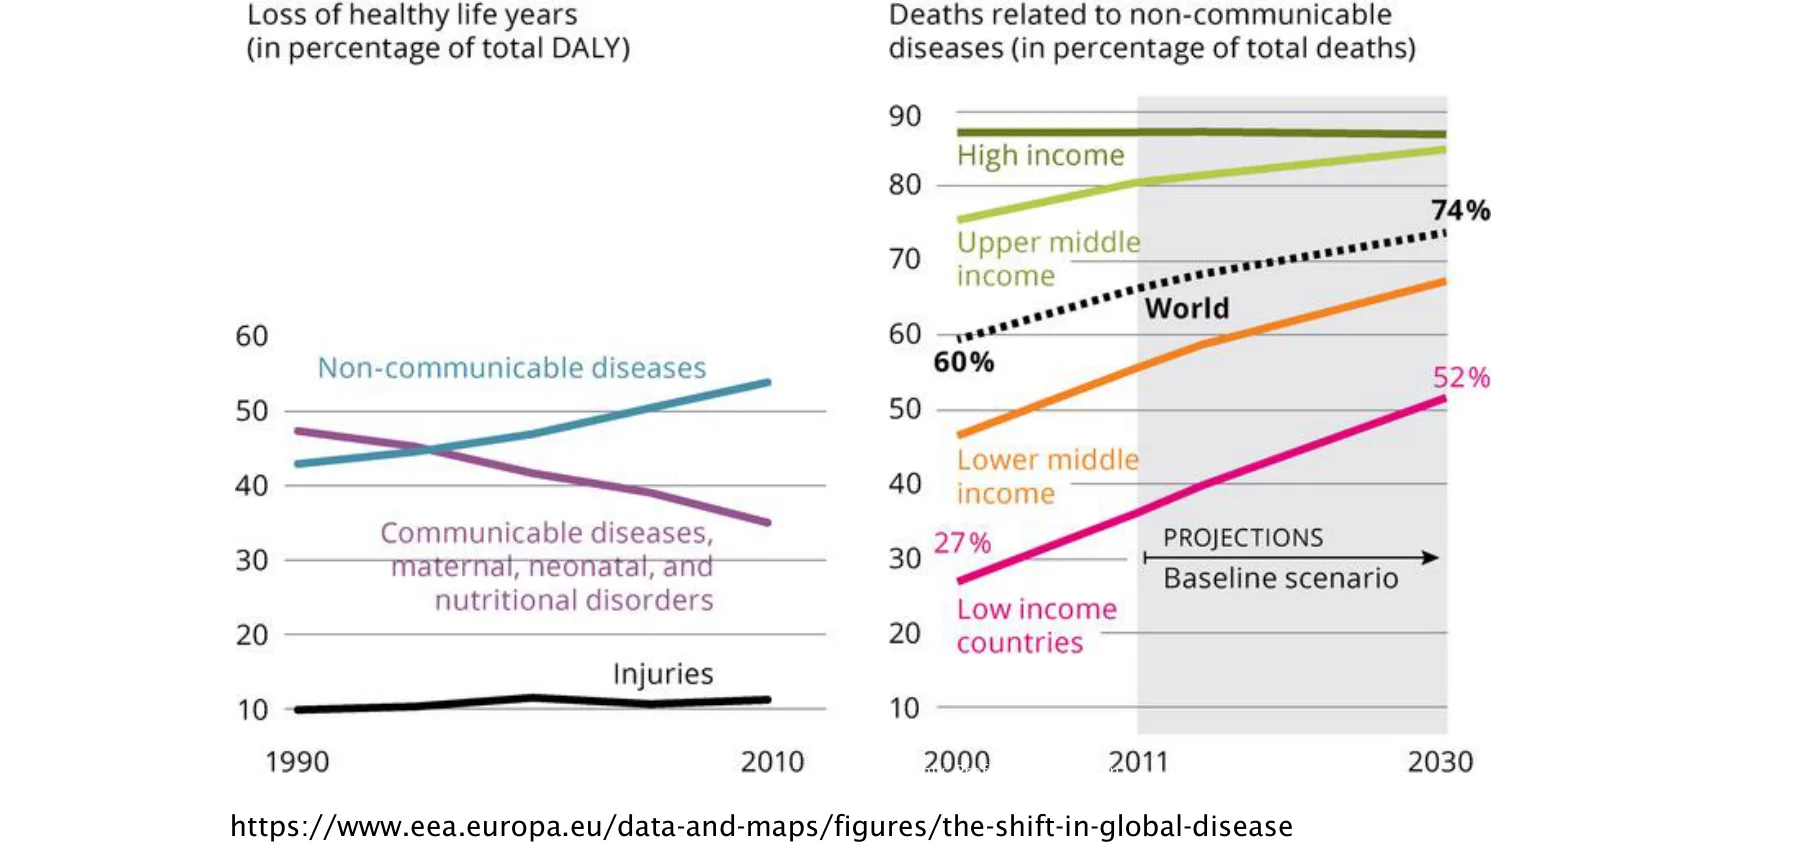 Loss of healthy life years
(in percentage of total DALY)
60
50
40
30
20
10
Non-communicable diseases
Communicable diseases,
maternal, neonatal, and
nutritional disorders
Injuries
1990
2010
Deaths related to non-communicable
diseases (in percentage of total deaths)
90
80
70
60
50
40
30
20
10
High income
Upper middle
income
74%
World
60%
52%
Lower middle
income
27%
Low income
countries
PROJECTIONS
Baseline scenario
2000
2011
2030
https://www.eea.europa.eu/data-and-maps/figures/the-shift-in-global-disease